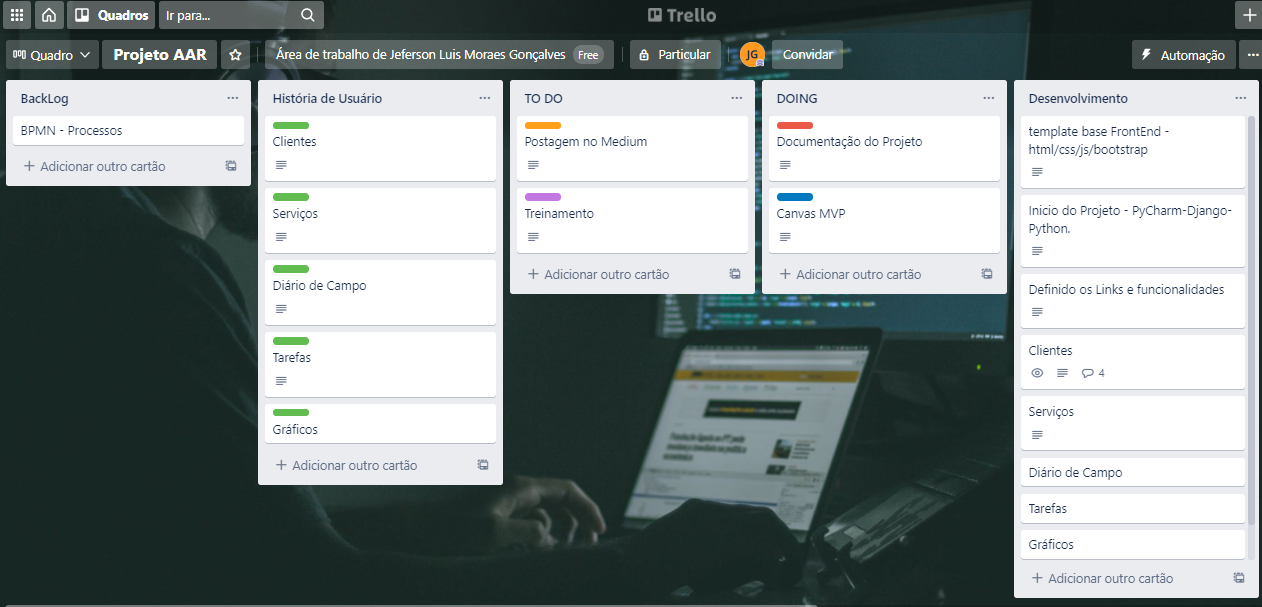 Quadros
Ir para...
Trello
Quadro
Projeto AAR
Área de trabalho de Jeferson Luis Moraes Gonçalves
Free
Particular
JG
Convidar
Automação
BackLog
BPMN - Processos
Adicionar outro cartão
História de Usuário
Clientes
Serviços
Diário de Campo
Tarefas
Gráficos
Adicionar outro cartão
TO DO
Postagem no Medium
Treinamento
Adicionar outro cartão
DOING
Documentação do Projeto
Canvas MVP
Adicionar outro cartão
Desenvolvimento
template base FrontEnd -
html/css/js/bootstrap
Inicio do Projeto - PyCharm-Django-
Python.
Definido os Links e funcionalidades
Clientes
4
Serviços
Diário de Campo
Tarefas
Gráficos
Adicionar outro cartão